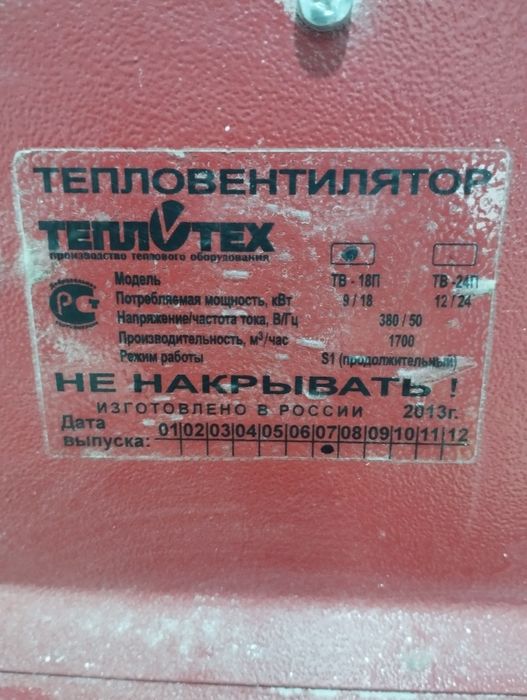 ТЕПЛОВЕНТИЛЯТОР
ТЕПЛОТЕХ
производство теплового оборудования
Модель ТВ - 18П ТВ -24П
Потребляемая мощность, кВт 9 / 18 12 / 24
Напряжение/частота тока, В/Гц 380 / 50
Производительность, м³/час 1700
Режим работы S1 (продолжительный)
РСТ
НЕ НАКРЫВАТЬ !
ИЗГОТОВЛЕНО В РОССИИ 2013г.
Дата выпуска: 01 02 03 04 05 06 07 08 09 10 11 12